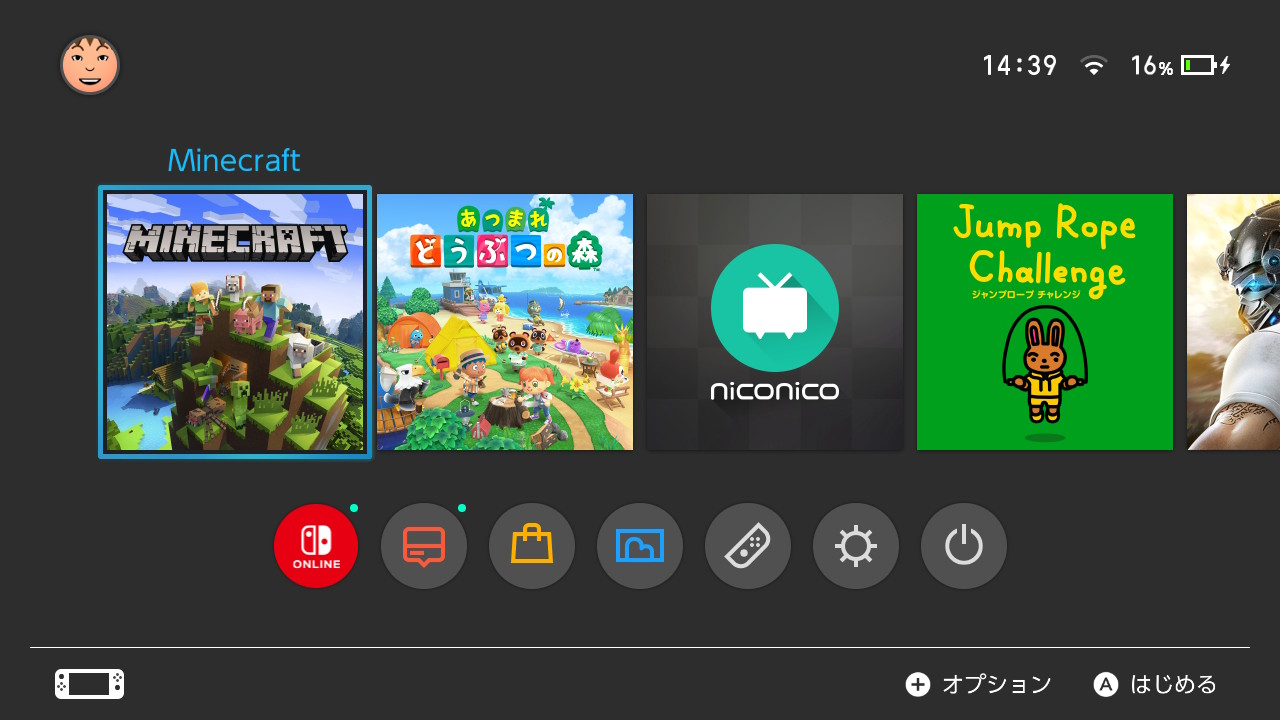 14:39 16%
Minecraft
MINECRAFT
あつまれ
どうぶつの森
™
niconico
Jump Rope
Challenge
ジャンプロープ チャレンジ
ONLINE
+ オプション A はじめる